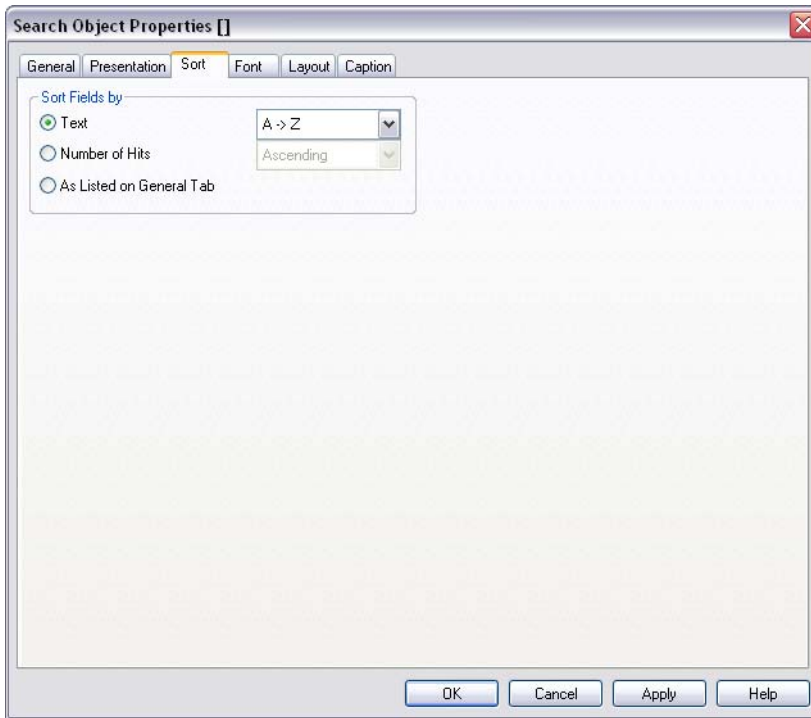 Search Object Properties []
General Presentation Sort Font Layout Caption
Sort Fields by
Text A -> Z
Number of Hits Ascending
As Listed on General Tab
OK Cancel Apply Help